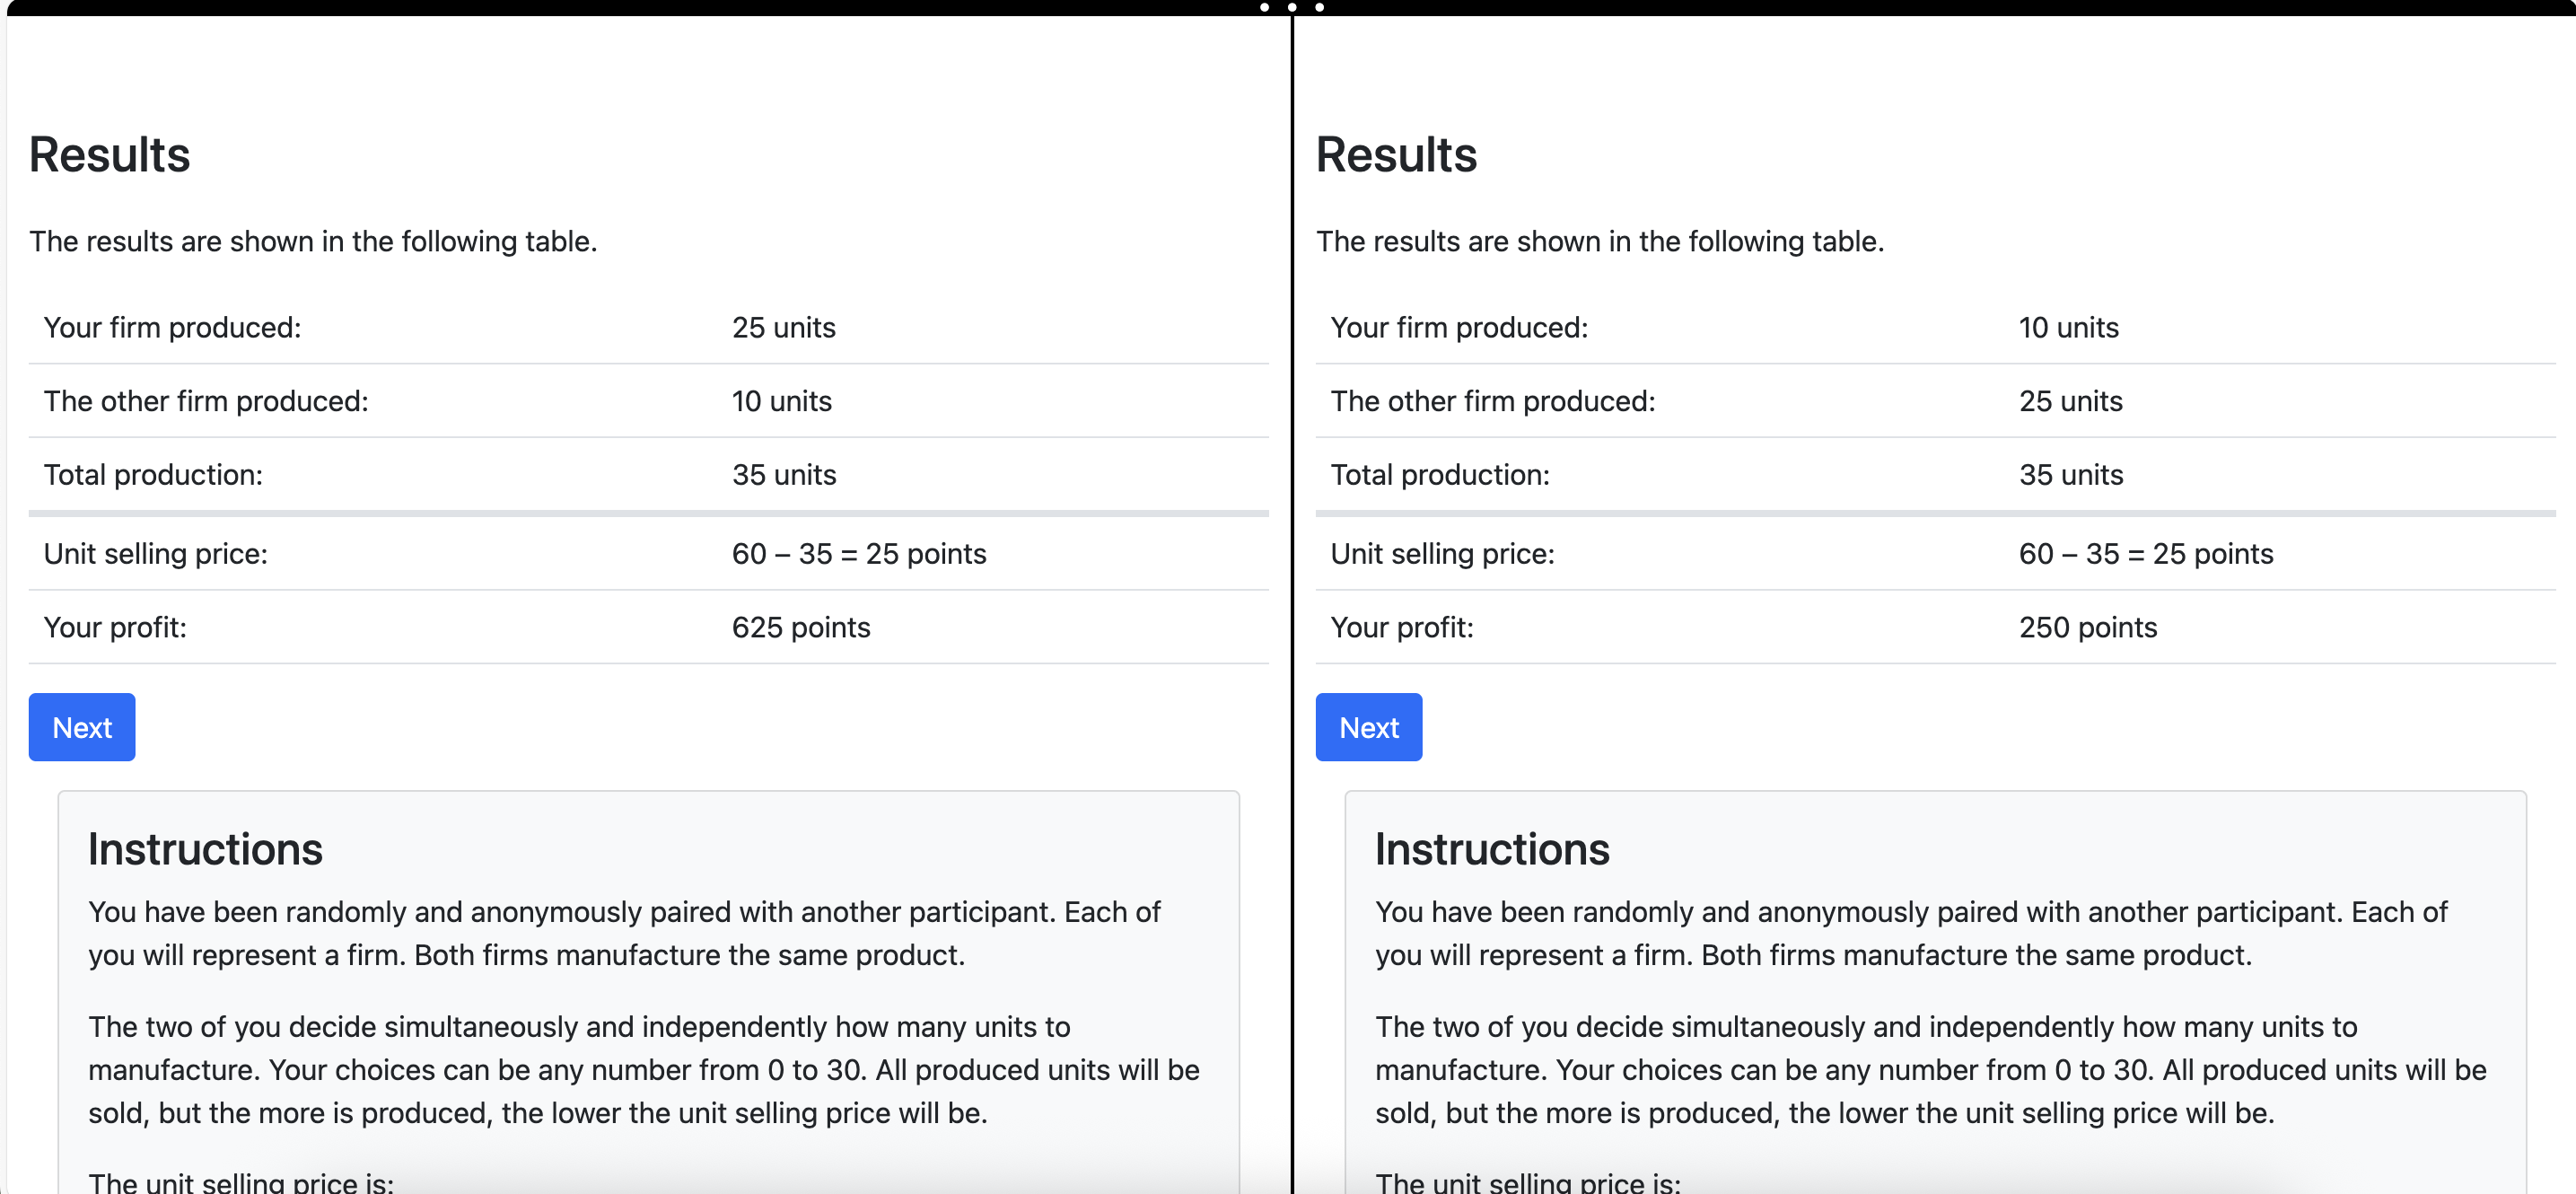 Results
The results are shown in the following table.
Your firm produced: 25 units
The other firm produced: 10 units
Total production: 35 units
Unit selling price: 60 – 35 = 25 points
Your profit: 625 points
Next
Instructions
You have been randomly and anonymously paired with another participant. Each of
you will represent a firm. Both firms manufacture the same product.
The two of you decide simultaneously and independently how many units to
manufacture. Your choices can be any number from 0 to 30. All produced units will be
sold, but the more is produced, the lower the unit selling price will be.
The unit selling price is:
Results
The results are shown in the following table.
Your firm produced: 10 units
The other firm produced: 25 units
Total production: 35 units
Unit selling price: 60 – 35 = 25 points
Your profit: 250 points
Next
Instructions
You have been randomly and anonymously paired with another participant. Each of
you will represent a firm. Both firms manufacture the same product.
The two of you decide simultaneously and independently how many units to
manufacture. Your choices can be any number from 0 to 30. All produced units will be
sold, but the more is produced, the lower the unit selling price will be.
The unit selling price is: